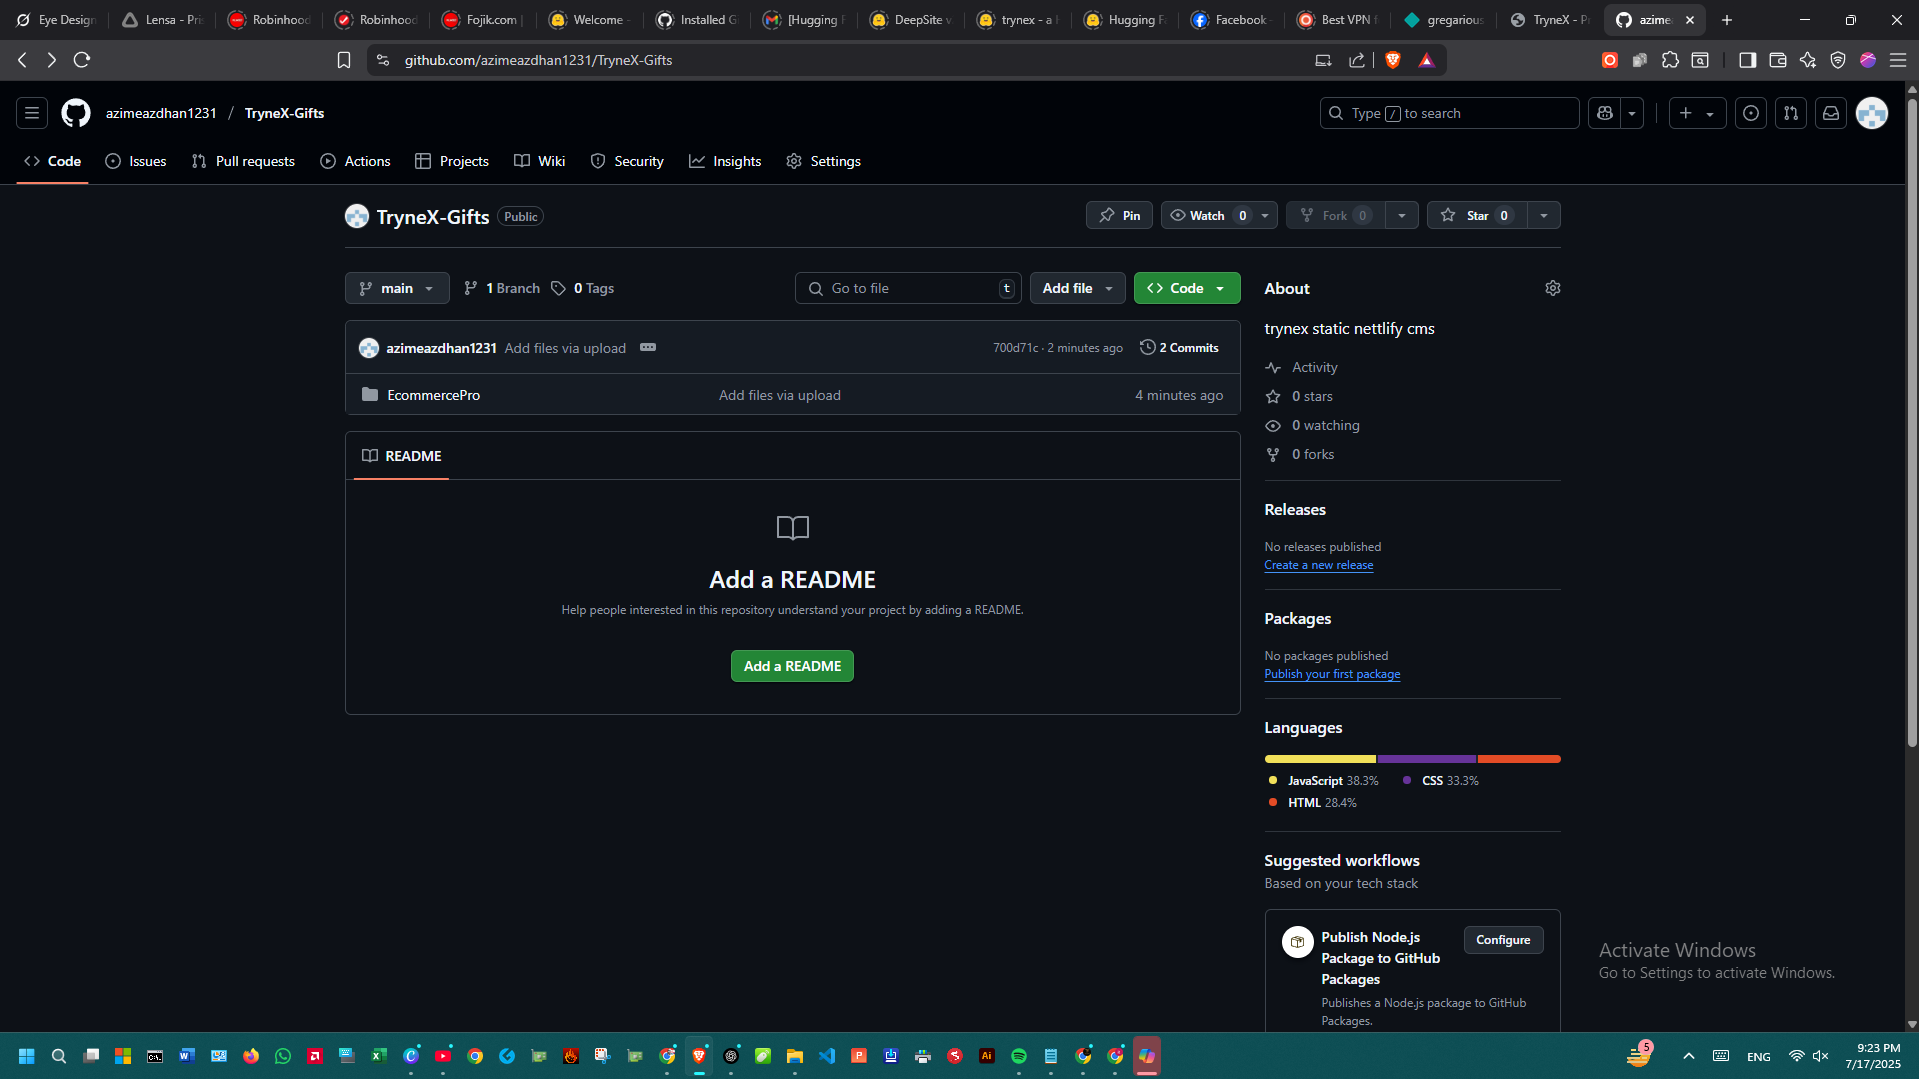 Eye Design
Lensa - Pri
Robinhood
Robinhood
Fojik.com |
Welcome -
Installed G
[Hugging F
DeepSite v
trynex - a
Hugging F
Facebook
Best VPN f
gregarious
TryneX - P
azime
github.com/azimeazdhan1231/TryneX-Gifts
azimeazdhan1231 / TryneX-Gifts
Type / to search
Code
Issues
Pull requests
Actions
Projects
Wiki
Security
Insights
Settings
TryneX-Gifts Public
Pin
Watch 0
Fork 0
Star 0
main
1 Branch
0 Tags
Go to file t
Add file
Code
azimeazdhan1231 Add files via upload
700d71c · 2 minutes ago
2 Commits
EcommercePro
Add files via upload
4 minutes ago
README
Add a README
Help people interested in this repository understand your project by adding a README.
Add a README
About
trynex static nettlify cms
Activity
0 stars
0 watching
0 forks
Releases
No releases published
Create a new release
Packages
No packages published
Publish your first package
Languages
JavaScript 38.3%
CSS 33.3%
HTML 28.4%
Suggested workflows
Based on your tech stack
Publish Node.js
Package to GitHub
Packages
Configure
Publishes a Node.js package to GitHub
Packages.
Activate Windows
Go to Settings to activate Windows.
5
ENG
9:23 PM
7/17/2025